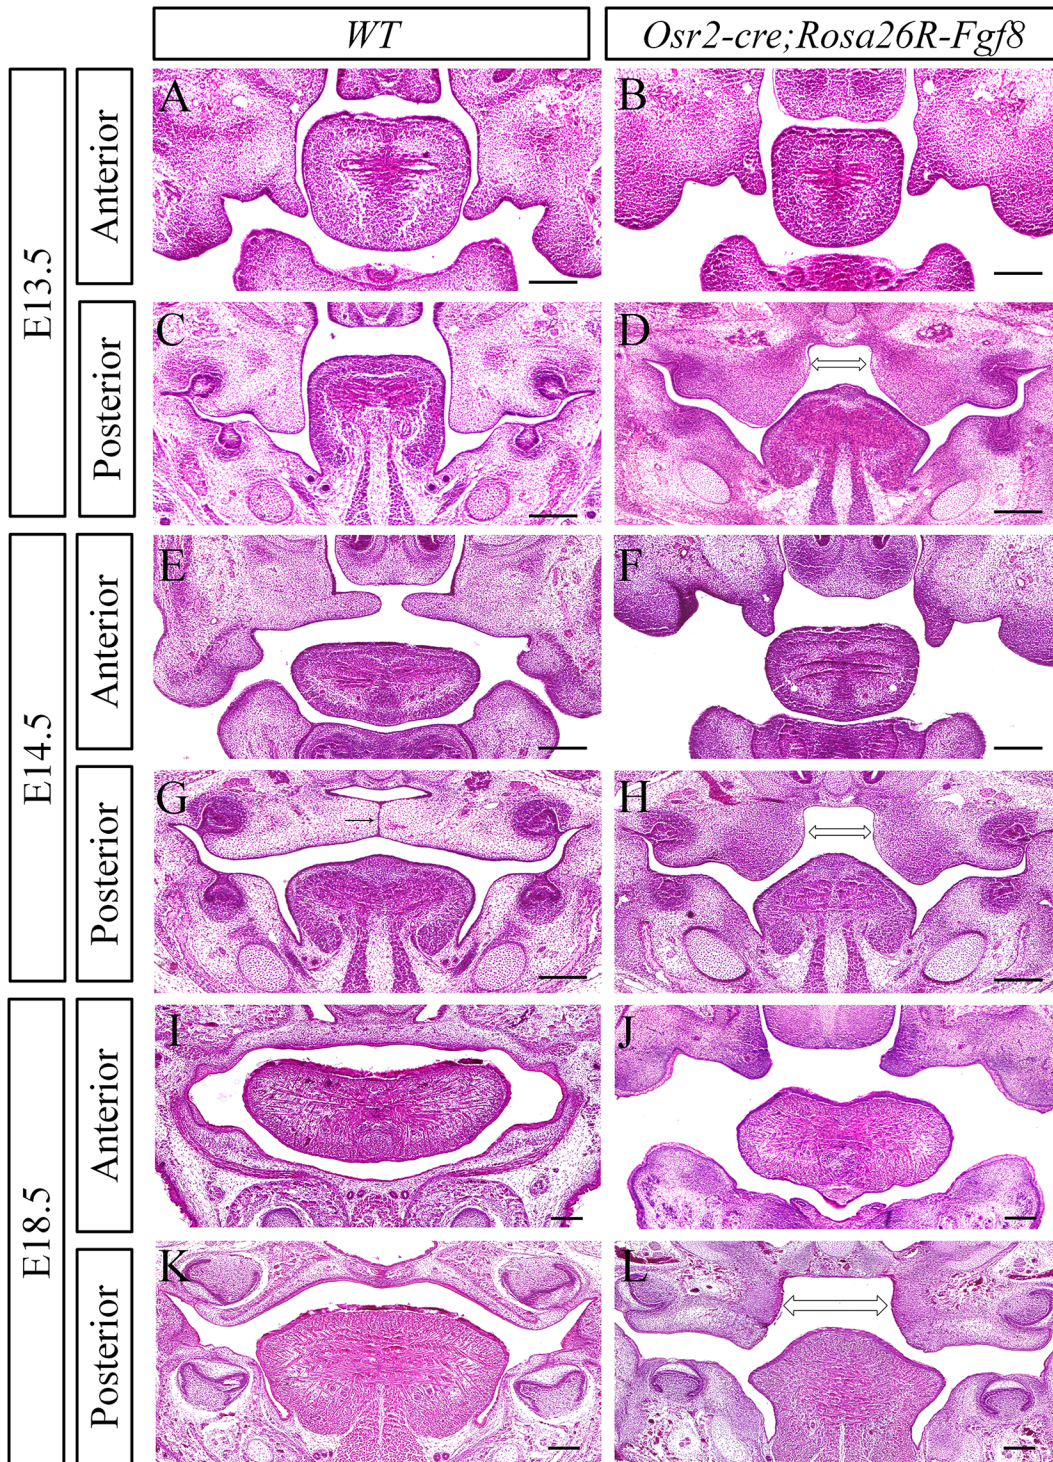 WT
Osr2-cre;Rosa26R-Fgf8
E13.5
Anterior
A
B
Posterior
C
D
E14.5
Anterior
E
F
Posterior
G
H
E18.5
Anterior
I
J
Posterior
K
L